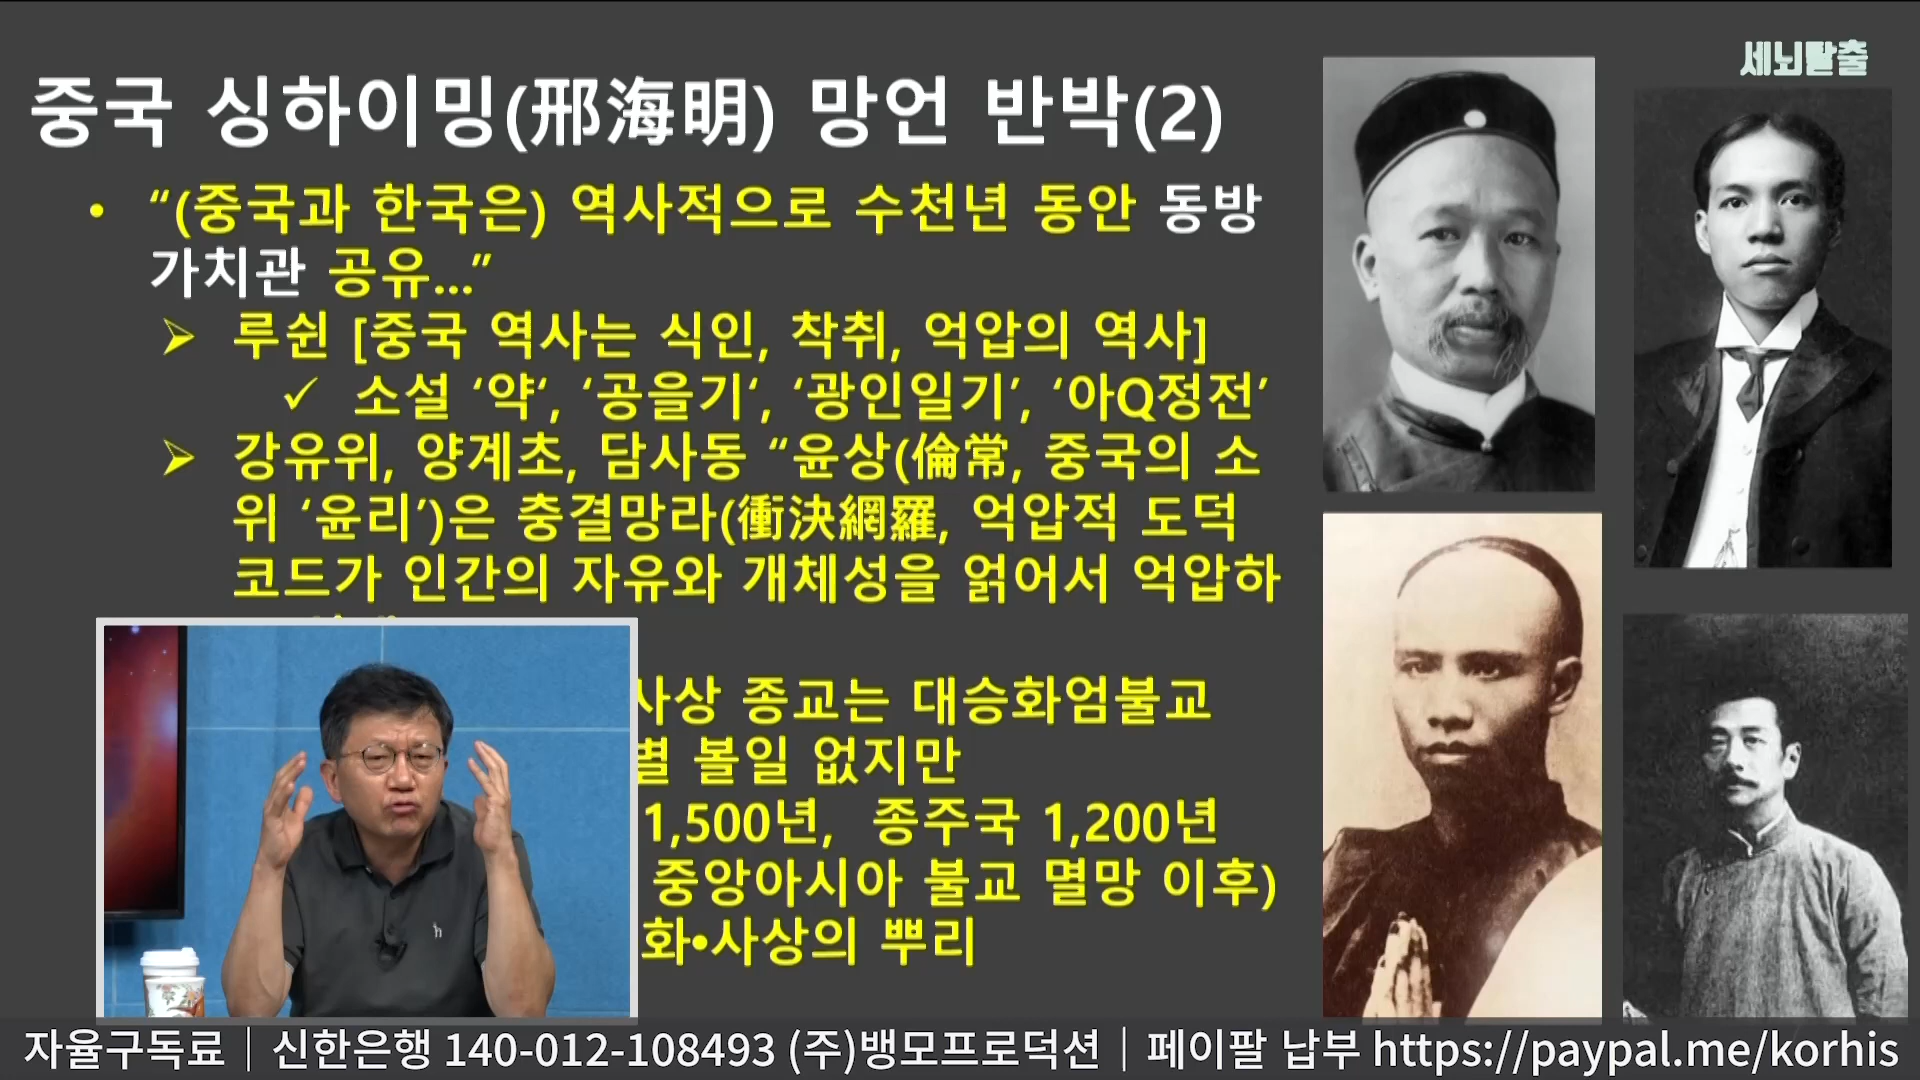 세뇌탈출
중국 싱하이밍(邢海明) 망언 반박(2)
• “(중국과 한국은) 역사적으로 수천년 동안 동방
가치관 공유...”
➢ 루쉰 [중국 역사는 식인, 착취, 억압의 역사]
✓ 소설 ‘약‘, ‘공을기‘, ‘광인일기’, ‘아Q정전’
➢ 강유위, 양계초, 담사동 “윤상(倫常, 중국의 소
위 ‘윤리’)은 충결망라(衝決網羅, 억압적 도덕
코드가 인간의 자유와 개체성을 얽어서 억압하
사상 종교는 대승화엄불교
별 볼일 없지만
1,500년, 종주국 1,200년
중앙아시아 불교 멸망 이후)
화•사상의 뿌리
자율구독료｜신한은행 140-012-108493 (주)뱅모프로덕션｜페이팔 납부 https://paypal.me/korhis